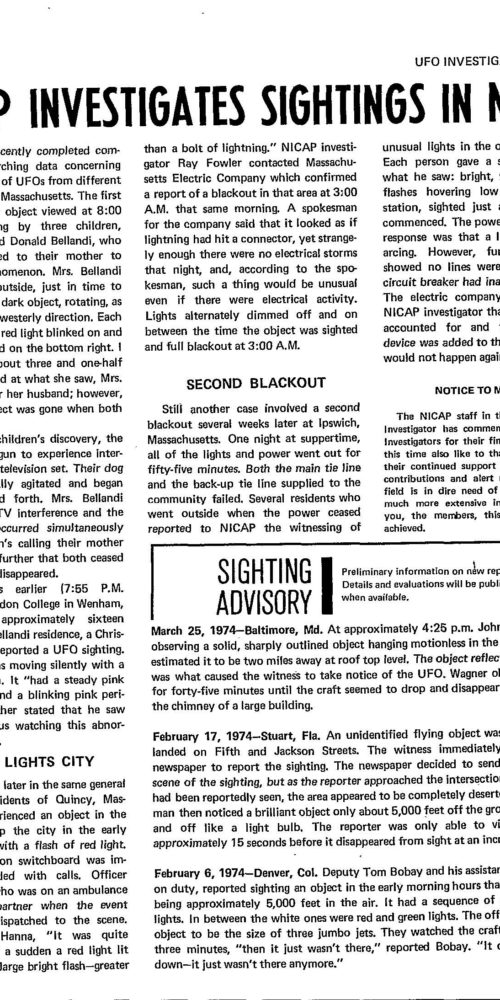 UFO INVESTIG
P INVESTIGATES SIGHTINGS IN
cently completed com-
rching data concerning
of UFOs from different
Massachusetts. The first
object viewed at 8:00
ng by three children,
d Donald Bellandi, who
ed to their mother to
nomenon. Mrs. Bellandi
outside, just in time to
dark object, rotating, as
westerly direction. Each
red light blinked on and
d on the bottom right. I
bout three and one-half
d at what she saw, Mrs.
r her husband; however,
ect was gone when both
children's discovery, the
gun to experience inter-
television set. Their dog
lly agitated and began
d forth. Mrs. Bellandi
TV interference and the
occurred simultaneously
n's calling their mother
further that both ceased
disappeared.
s earlier (7:55 P.M.
don College in Wenham,
approximately sixteen
ellandi residence, a Chris-
eported a UFO sighting.
s moving silently with a
. It "had a steady pink
nd a blinking pink peri-
ther stated that he saw
us watching this abnor-
LIGHTS CITY
later in the same general
idents of Quincy, Mas-
rienced an object in the
p the city in the early
with a flash of red light.
on switchboard was im-
ded with calls. Officer
who was on an ambulance
partner when the event
ispatched to the scene.
Hanna, "It was quite
a sudden a red light lit
large bright flash—greater
than a bolt of lightning." NICAP investi-
gator Ray Fowler contacted Massachu-
setts Electric Company which confirmed
a report of a blackout in that area at 3:00
A.M. that same morning. A spokesman
for the company said that it looked as if
lightning had hit a connector, yet strange-
ly enough there were no electrical storms
that night, and, according to the spo-
kesman, such a thing would be unusual
even if there were electrical activity.
Lights alternately dimmed off and on
between the time the object was sighted
and full blackout at 3:00 A.M.
SECOND BLACKOUT
Still another case involved a second
blackout several weeks later at Ipswich,
Massachusetts. One night at suppertime,
all of the lights and power went out for
fifty-five minutes. Both the main tie line
and the back-up tie line supplied to the
community failed. Several residents who
went outside when the power ceased
reported to NICAP the witnessing of
unusual lights in the o
Each person gave a s
what he saw: bright,
flashes hovering low
station, sighted just a
commenced. The powe
response was that a l
arcing. However, fur
showed no lines were
circuit breaker had ina
The electric company
NICAP investigator tha
accounted for and
device was added to th
would not happen again
NOTICE TO M
The NICAP staff in t
Investigator has commen
Investigators for their fin
this time also like to tha
their continued support
contributions and alert
field is in dire need of
much more extensive in
you, the members, this
achieved.
SIGHTING
ADVISORY
Preliminary information on new rep
Details and evaluations will be publi
when available.
March 25, 1974—Baltimore, Md. At approximately 4:25 p.m. John
observing a solid, sharply outlined object hanging motionless in the
estimated it to be two miles away at roof top level. The object reflec
was what caused the witness to take notice of the UFO. Wagner ol
for forty-five minutes until the craft seemed to drop and disappear
the chimney of a large building.
February 17, 1974—Stuart, Fla. An unidentified flying object was
landed on Fifth and Jackson Streets. The witness immediately
newspaper to report the sighting. The newspaper decided to send
scene of the sighting, but as the reporter approached the intersection
had been reportedly seen, the area appeared to be completely deserte
man then noticed a brilliant object only about 5,000 feet off the gro
and off like a light bulb. The reporter was only able to vi
approximately 15 seconds before it disappeared from sight at an incr
February 6, 1974—Denver, Col. Deputy Tom Bobay and his assistan
on duty, reported sighting an object in the early morning hours tha
being approximately 5,000 feet in the air. It had a sequence of
lights. In between the white ones were red and green lights. The off
object to be the size of three jumbo jets. They watched the craft
three minutes, "then it just wasn't there," reported Bobay. "It d
down—it just wasn't there anymore."